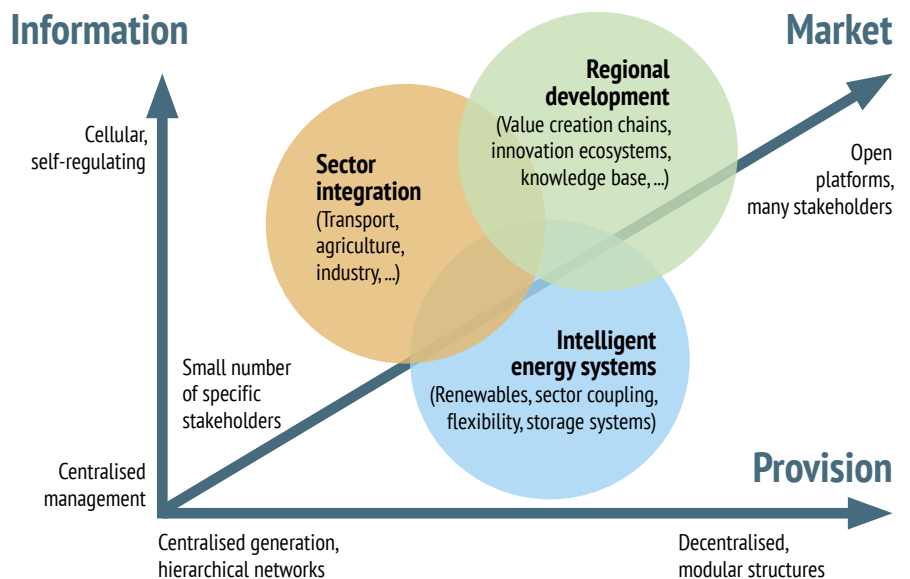 Information
Market
Cellular,
self-regulating
Regional
development
(Value creation chains,
innovation ecosystems,
knowledge base, ...)
Sector
integration
(Transport,
agriculture,
industry, ...)
Open
platforms,
many stakeholders
Intelligent
energy systems
(Renewables, sector coupling,
flexibility, storage systems)
Small number
of specific
stakeholders
Centralised
management
Provision
Centralised generation,
hierarchical networks
Decentralised,
modular structures